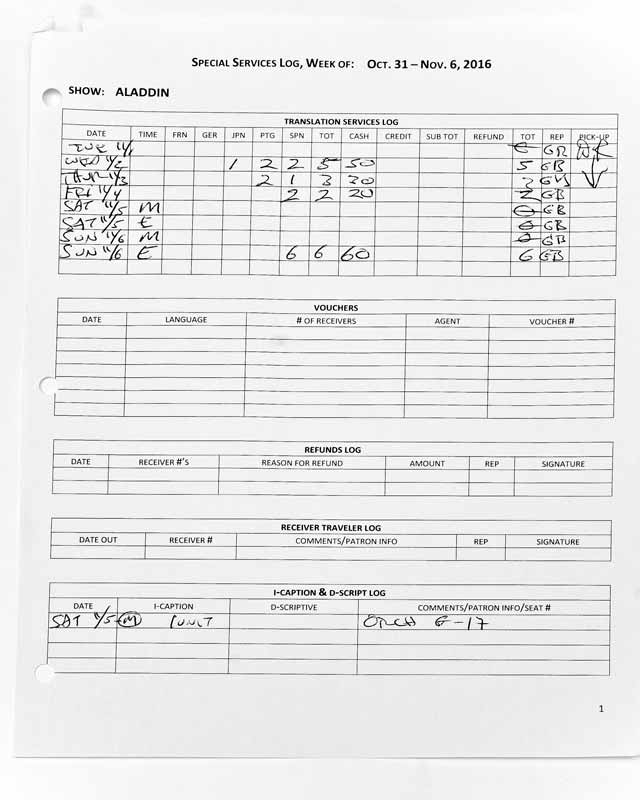 SPECIAL SERVICES LOG, WEEK OF: OCT. 31 – NOV. 6, 2016
SHOW: ALADDIN
TRANSLATION SERVICES LOG
DATE TIME FRN GER JPN PTG SPN TOT CASH CREDIT SUB TOT REFUND TOT REP PICK-UP
TUE 11/1 0 GB
WED 11/2 1 2 2 5 50 5 GB
THUR 11/3 2 1 3 30 3
FRI 11/4 2 2 20 2 GB
SAT 11/5 M 0 GB
SAT 11/5 E 0 GB
SUN 11/6 M 0 GB
SUN 11/6 E 6 6 60 6 GB
VOUCHERS
DATE LANGUAGE # OF RECEIVERS AGENT VOUCHER #
REFUNDS LOG
DATE RECEIVER #'S REASON FOR REFUND AMOUNT REP SIGNATURE
RECEIVER TRAVELER LOG
DATE OUT RECEIVER # COMMENTS/PATRON INFO REP SIGNATURE
I-CAPTION & D-SCRIPT LOG
DATE I-CAPTION D-SCRIPTIVE COMMENTS/PATRON INFO/SEAT #
SAT 11/5 M 1 UNIT ORCH G-17
1